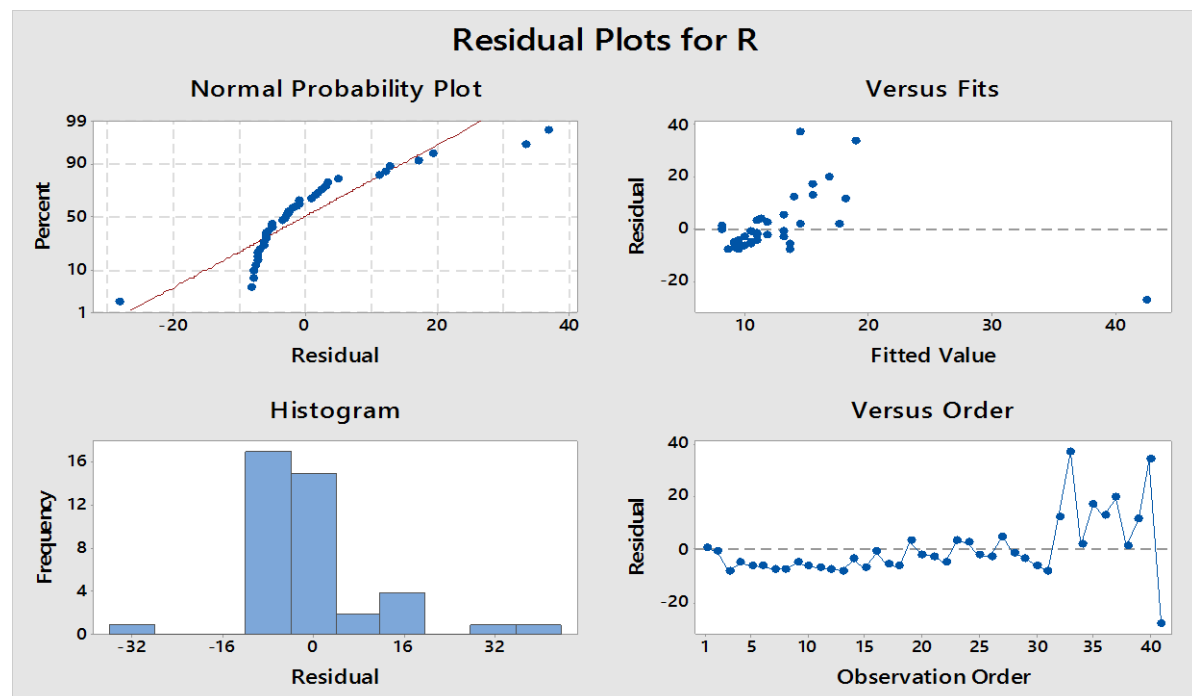 Residual Plots for R
Normal Probability Plot
Versus Fits
99
90
50
10
1
Percent
-20 0 20 40
Residual
40
20
0
-20
Residual
10 20 30 40
Fitted Value
Histogram
Versus Order
16
12
8
4
0
Frequency
-32 -16 0 16 32
Residual
40
20
0
-20
Residual
1 5 10 15 20 25 30 35 40
Observation Order